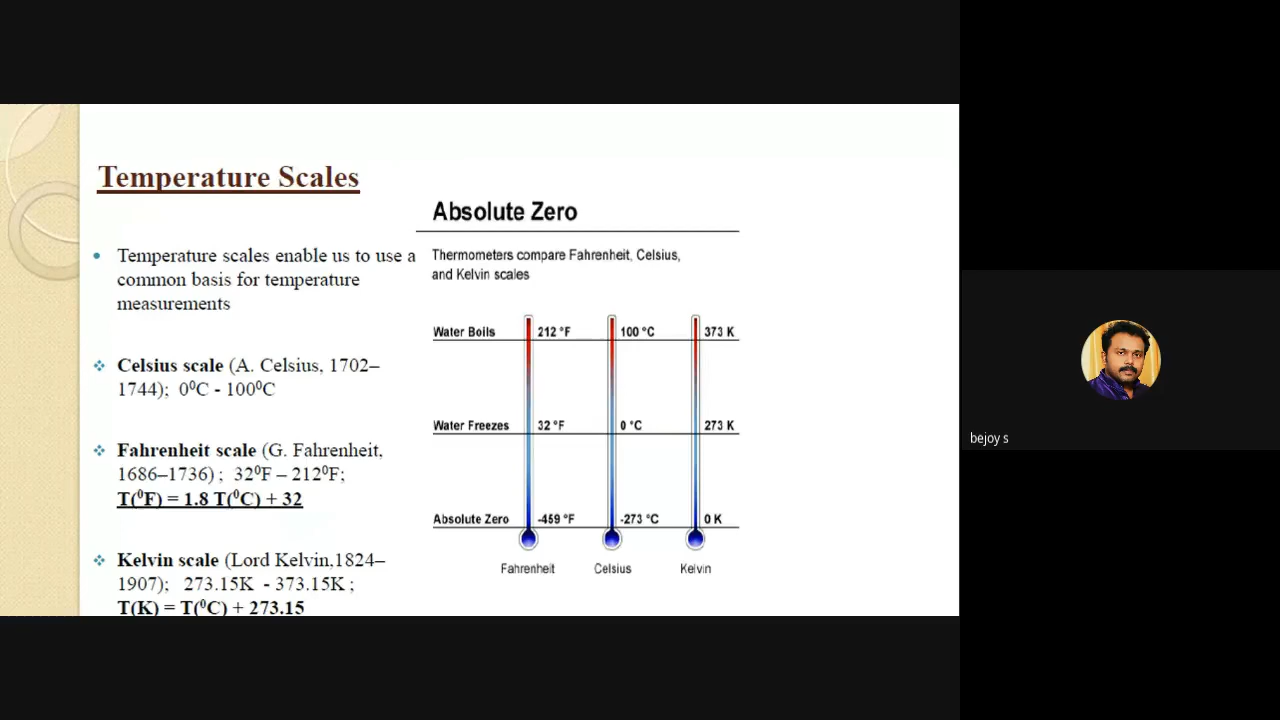 Temperature Scales
• Temperature scales enable us to use a
common basis for temperature
measurements
❖ Celsius scale (A. Celsius, 1702–
1744);  0⁰C - 100⁰C
❖ Fahrenheit scale (G. Fahrenheit,
1686–1736) ;  32⁰F – 212⁰F;
T(⁰F) = 1.8 T(⁰C) + 32
❖ Kelvin scale (Lord Kelvin,1824–
1907);   273.15K  - 373.15K ;
T(K) = T(⁰C) + 273.15
Absolute Zero
Thermometers compare Fahrenheit, Celsius,
and Kelvin scales
Water Boils 212 °F 100 °C 373 K
Water Freezes 32 °F 0 °C 273 K
Absolute Zero -459 °F -273 °C 0 K
Fahrenheit Celsius Kelvin
bejoy s